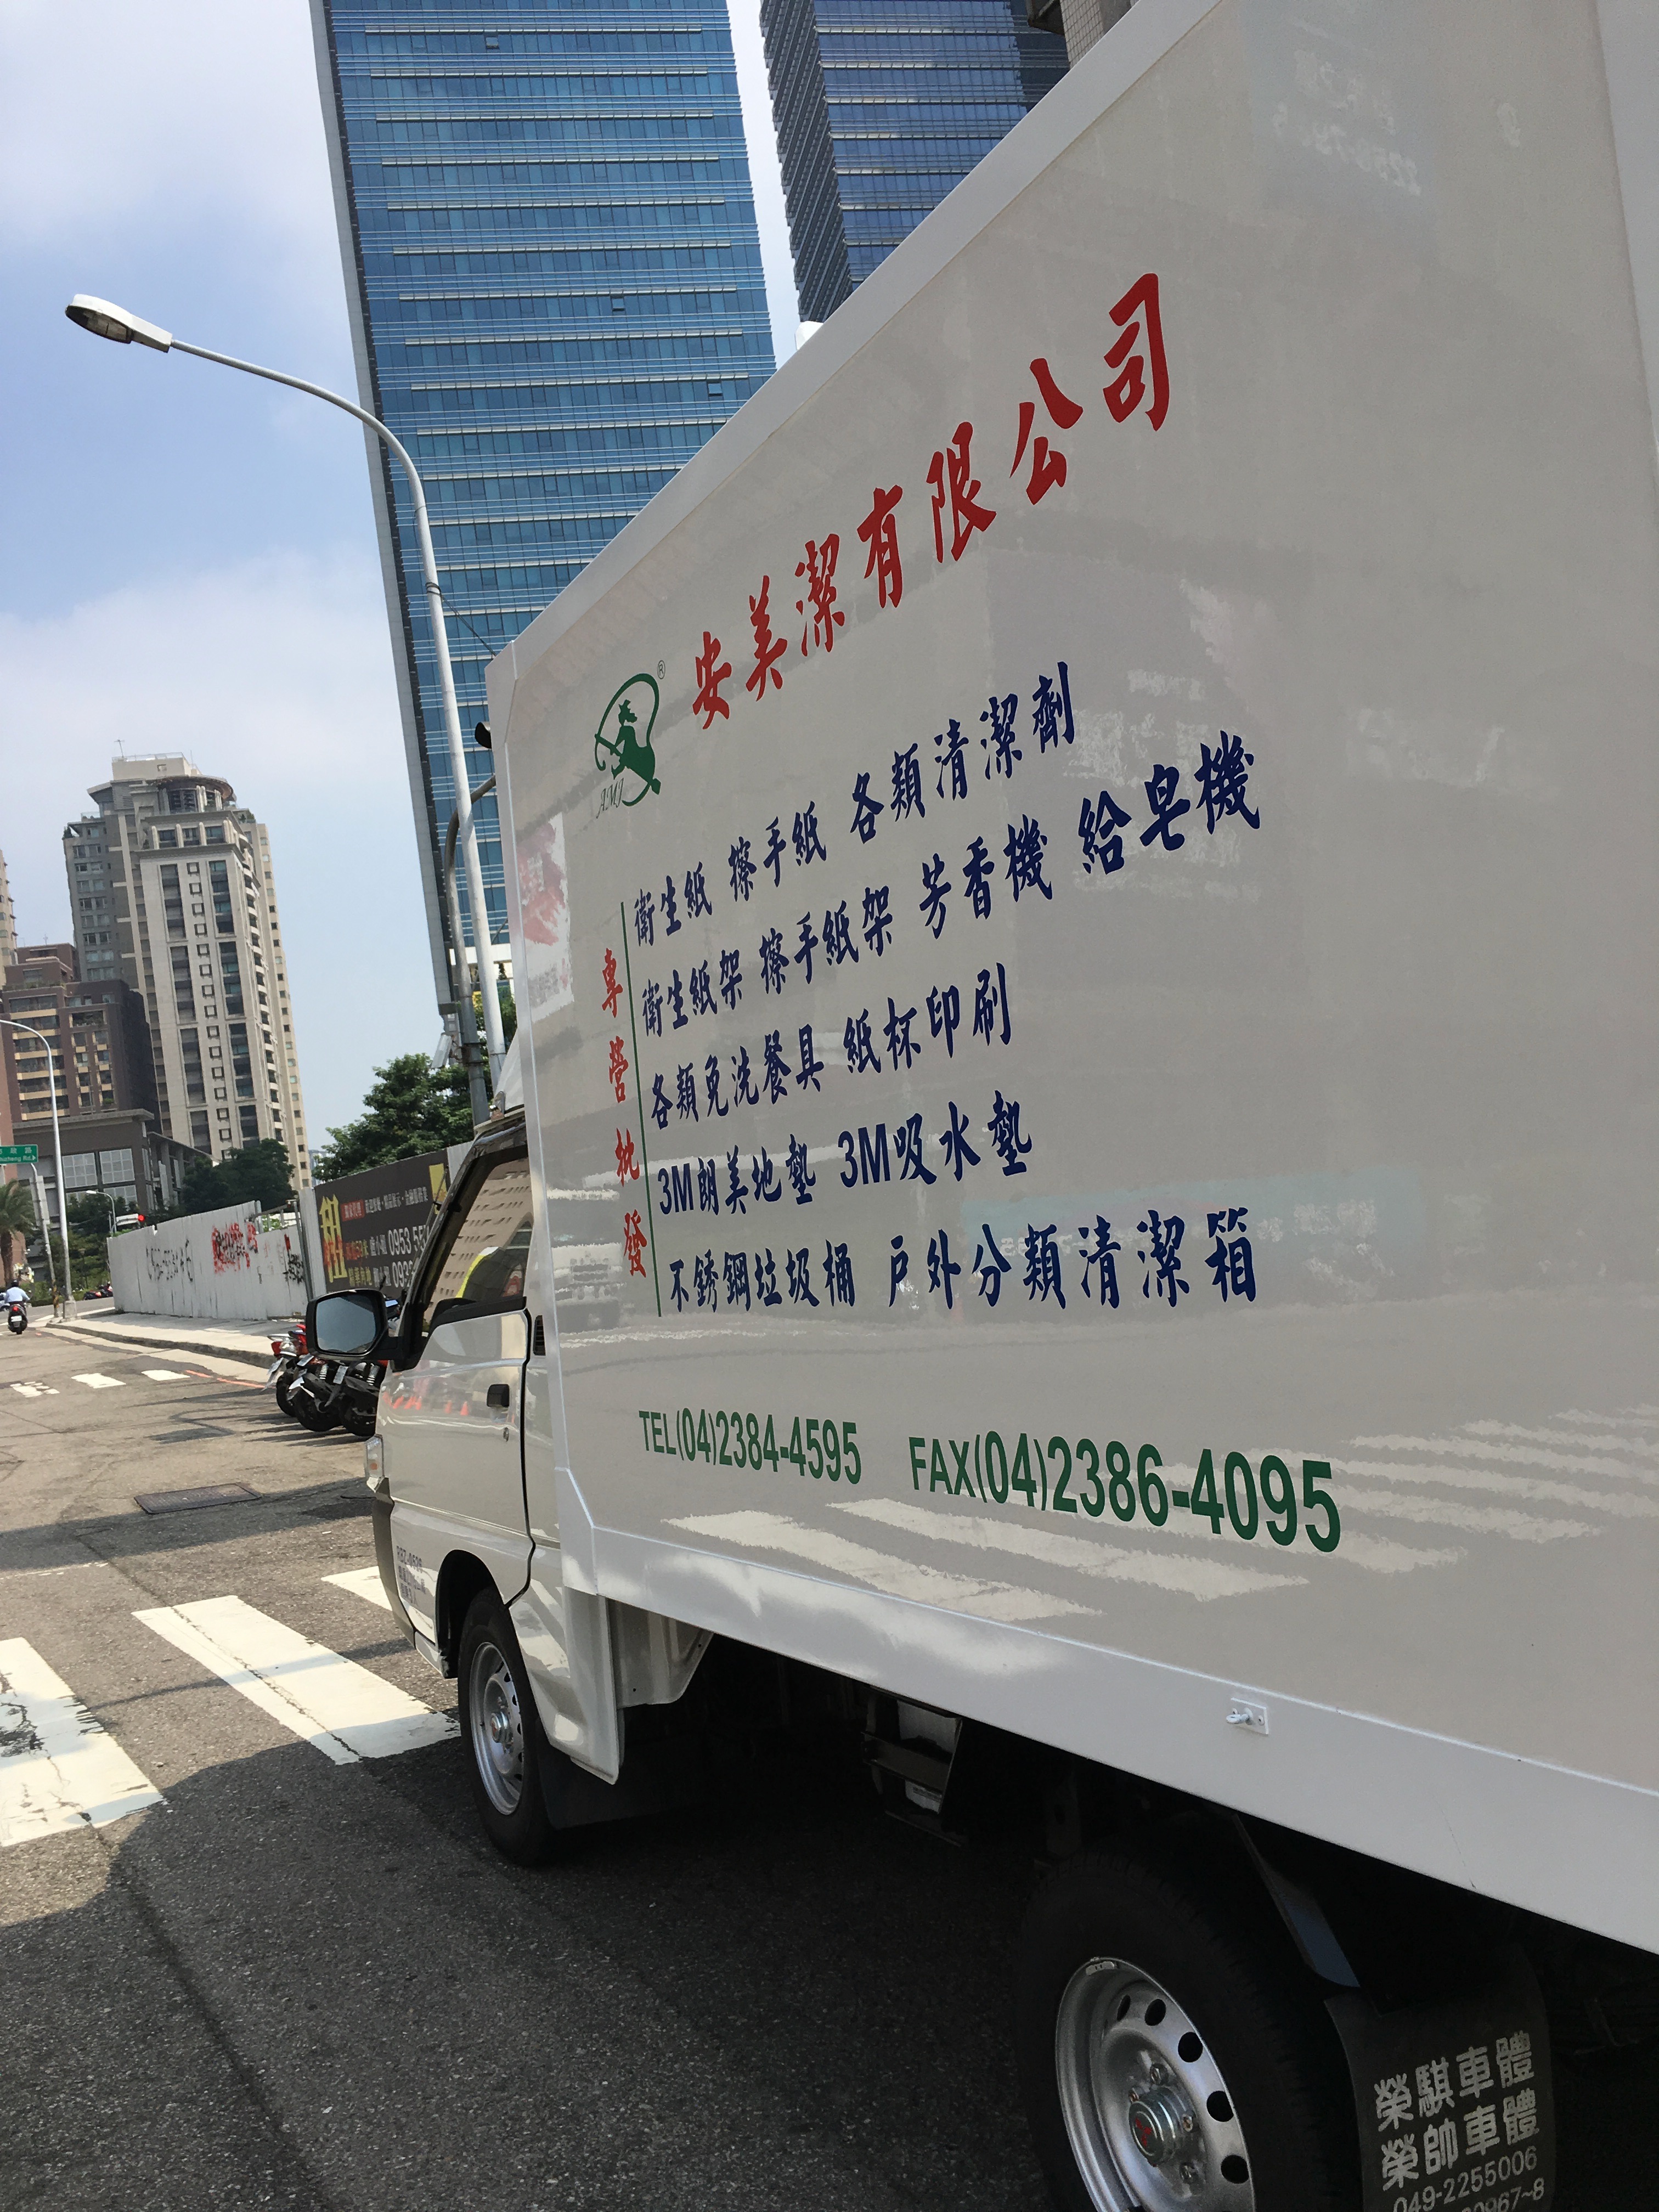 安美潔有限公司
®
AMJ
專營批發
衛生紙 擦手紙 各類清潔劑
衛生紙架 擦手紙架 芳香機 給皂機
各類免洗餐具 紙杯印刷
3M朗美地墊 3M吸水墊
不銹鋼垃圾桶 戶外分類清潔箱
TEL(04)2384-4595 FAX(04)2386-4095
租
0953
093
榮騏車體
榮帥車體
049-2255006
0967~8